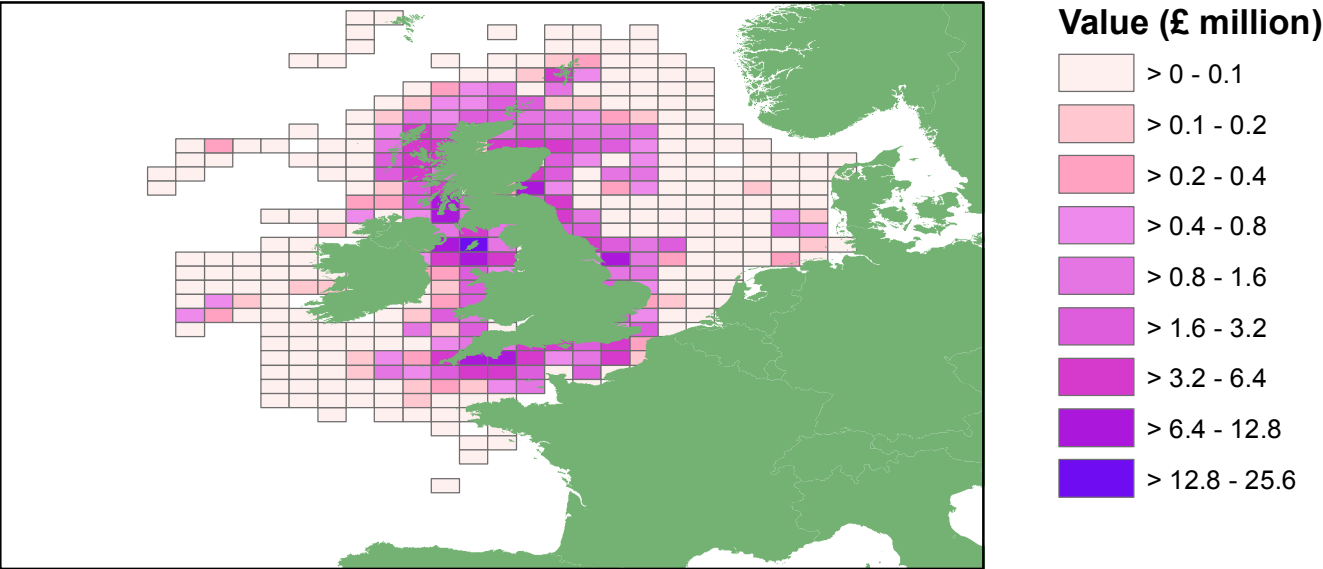 Value (£ million)
> 0 - 0.1
> 0.1 - 0.2
> 0.2 - 0.4
> 0.4 - 0.8
> 0.8 - 1.6
> 1.6 - 3.2
> 3.2 - 6.4
> 6.4 - 12.8
> 12.8 - 25.6